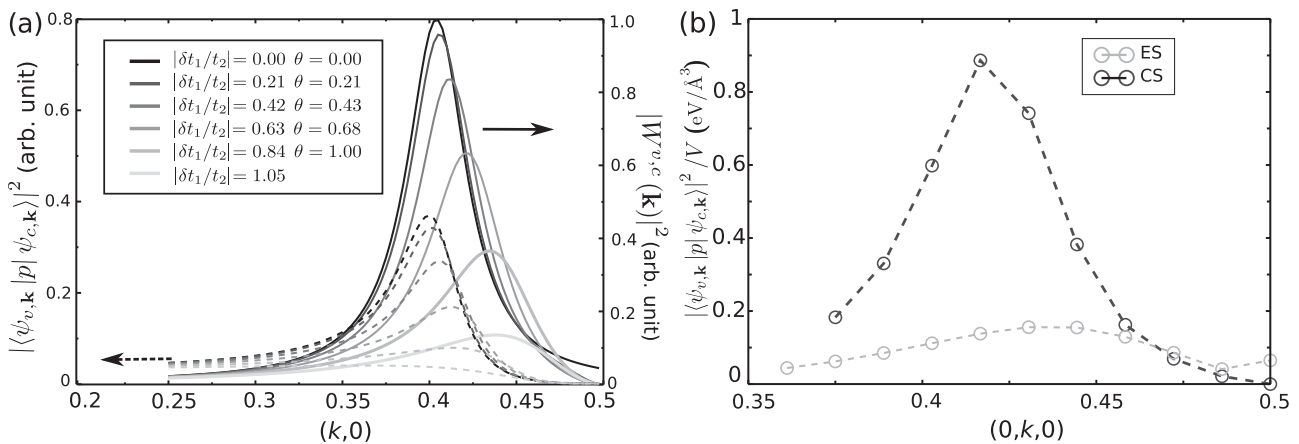 (a)
0.8
0.6
0.4
0.2
0
|⟨ψv,k |p| ψc,k⟩|² (arb. unit)
|δt₁/t₂| = 0.00 θ = 0.00
|δt₁/t₂| = 0.21 θ = 0.21
|δt₁/t₂| = 0.42 θ = 0.43
|δt₁/t₂| = 0.63 θ = 0.68
|δt₁/t₂| = 0.84 θ = 1.00
|δt₁/t₂| = 1.05
1.0
0.8
0.6
0.4
0.2
0
|Wv,c (k)|² (arb. unit)
0.2 0.25 0.3 0.35 0.4 0.45 0.5
(k,0)
(b)
1
0.8
0.6
0.4
0.2
0
|⟨ψv,k |p| ψc,k⟩|²/V (eV/Å³)
ES
CS
0.35 0.4 0.45 0.5
(0,k,0)